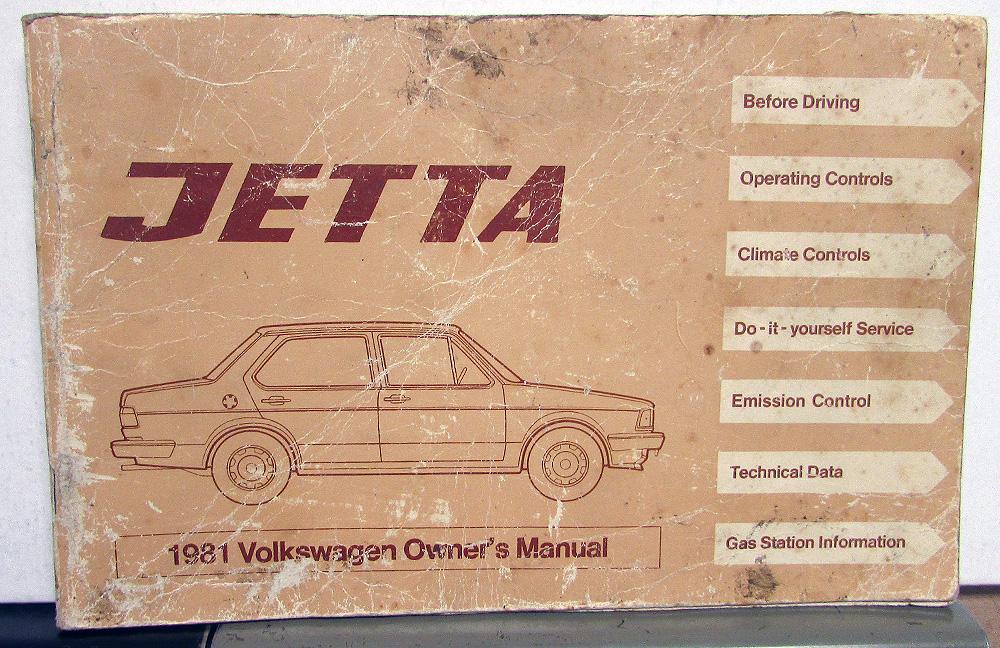 JETTA
1981 Volkswagen Owner's Manual
Before Driving
Operating Controls
Climate Controls
Do-it-yourself Service
Emission Control
Technical Data
Gas Station Information